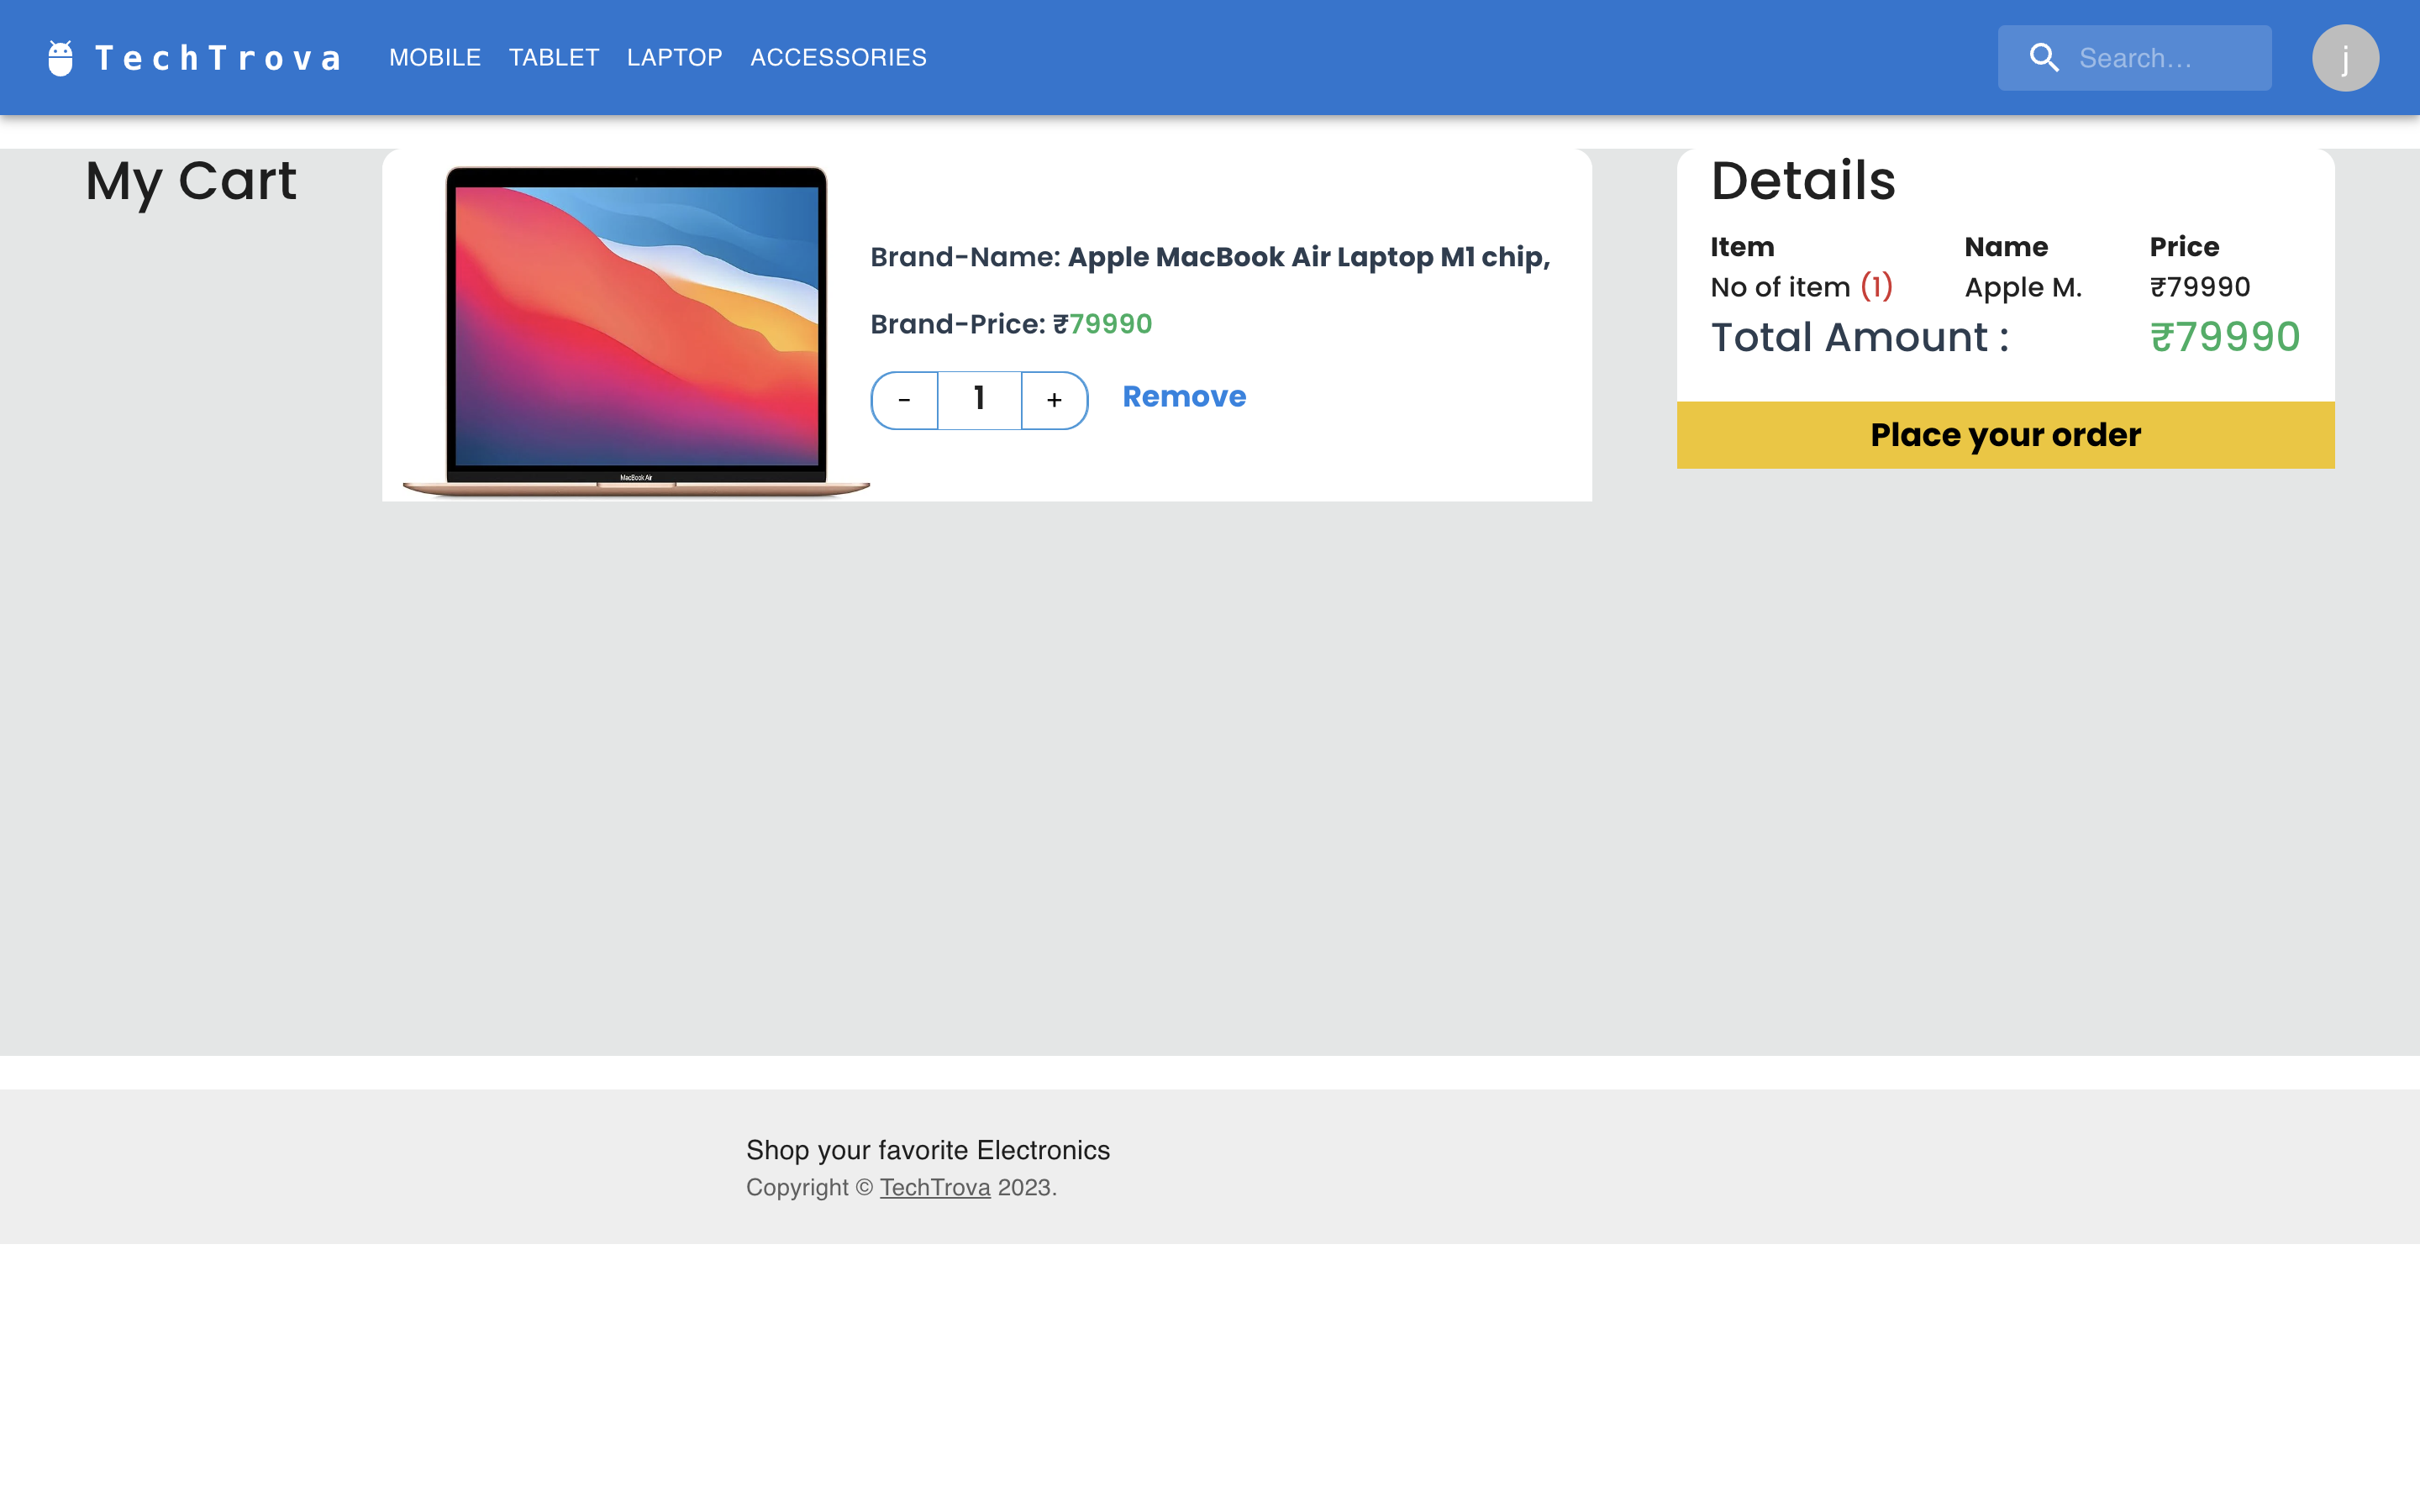 TechTrova MOBILE TABLET LAPTOP ACCESSORIES Search... j
My Cart
MacBook Air
Brand-Name: Apple MacBook Air Laptop M1 chip,
Brand-Price: ₹79990
- 1 + Remove
Details
Item Name Price
No of item (1) Apple M. ₹79990
Total Amount : ₹79990
Place your order
Shop your favorite Electronics
Copyright © TechTrova 2023.